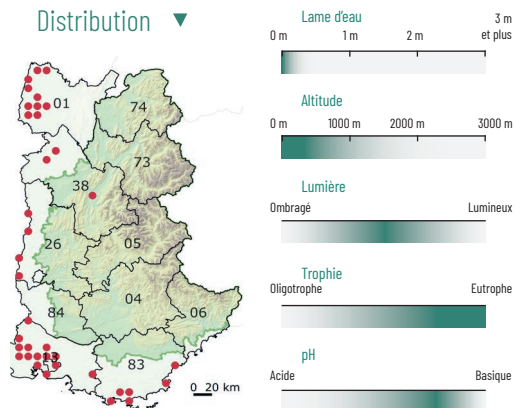 Distribution ▼
01
74
73
38
26
05
04
84
06
13
83
0 20 km
Lame d'eau
0 m 1 m 2 m 3 m et plus
Altitude
0 m 1000 m 2000 m 3000 m
Lumière
Ombragé Lumineux
Trophie
Oligotrophe Eutrophe
pH
Acide Basique